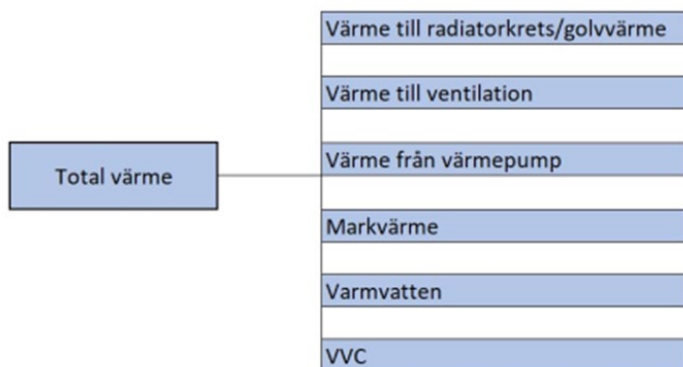 Total värme
Värme till radiatorkrets/golvvärme
Värme till ventilation
Värme från värmepump
Markvärme
Varmvatten
VVC